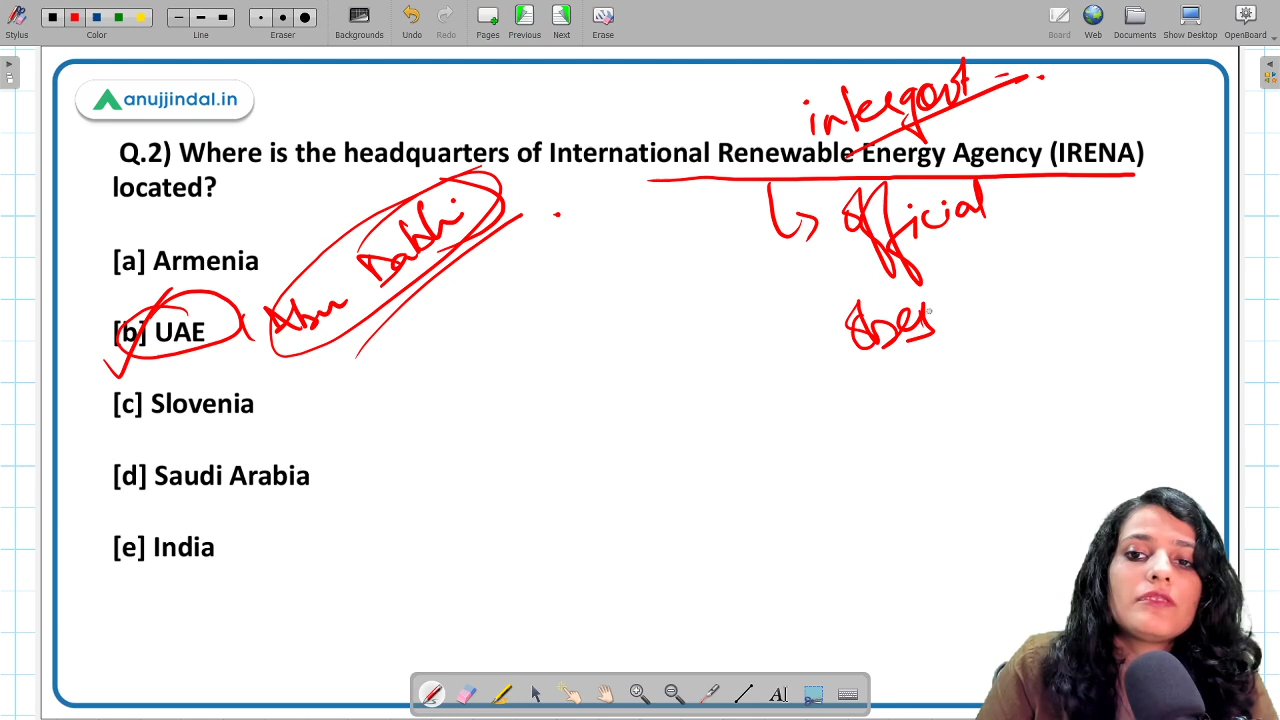 Stylus
Color
Line
Eraser
Backgrounds
Undo
Redo
Pages
Previous
Next
Erase
Board
Web
Documents
Show Desktop
OpenBoard
anujjindal.in
intergovt
Q.2) Where is the headquarters of International Renewable Energy Agency (IRENA)
located?
official
[a] Armenia
Abu Dabhi
[b] UAE
[c] Slovenia
[d] Saudi Arabia
[e] India